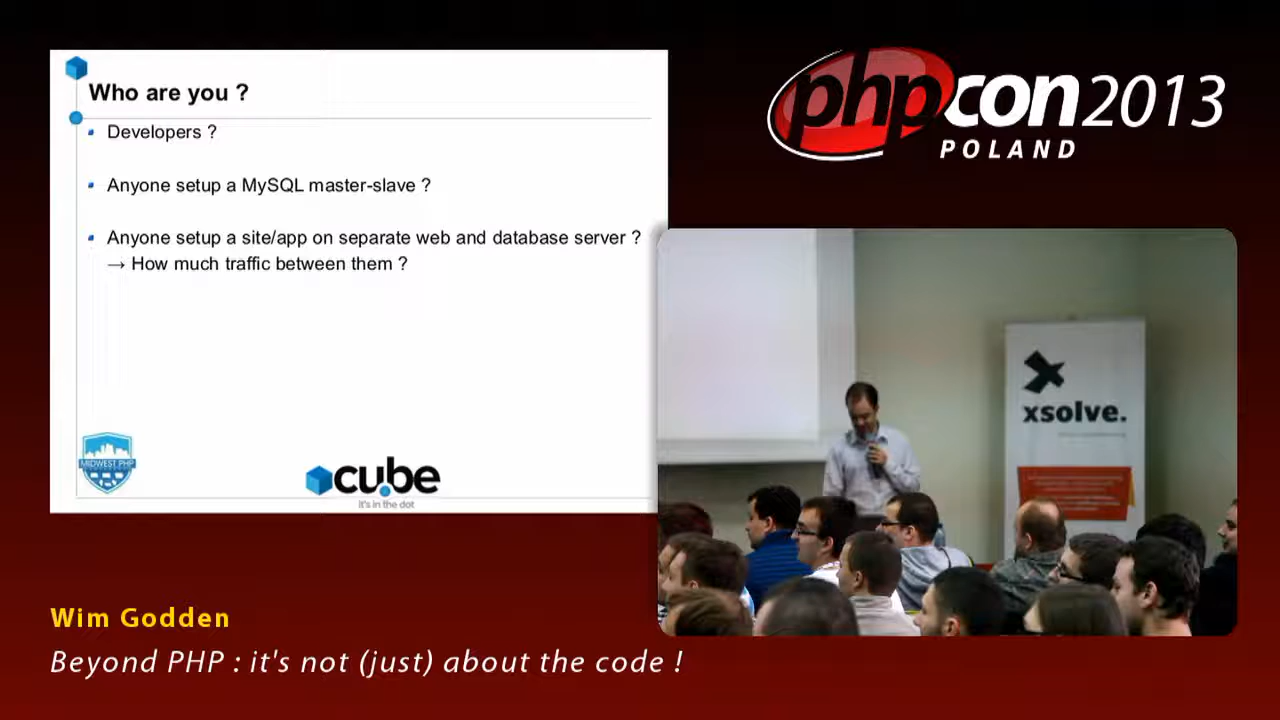 Who are you ?
Developers ?
Anyone setup a MySQL master-slave ?
Anyone setup a site/app on separate web and database server ?
→ How much traffic between them ?
MIDWEST PHP
cu.be
it's in the dot
phpcon2013
POLAND
xsolve.
Wim Godden
Beyond PHP : it's not (just) about the code !